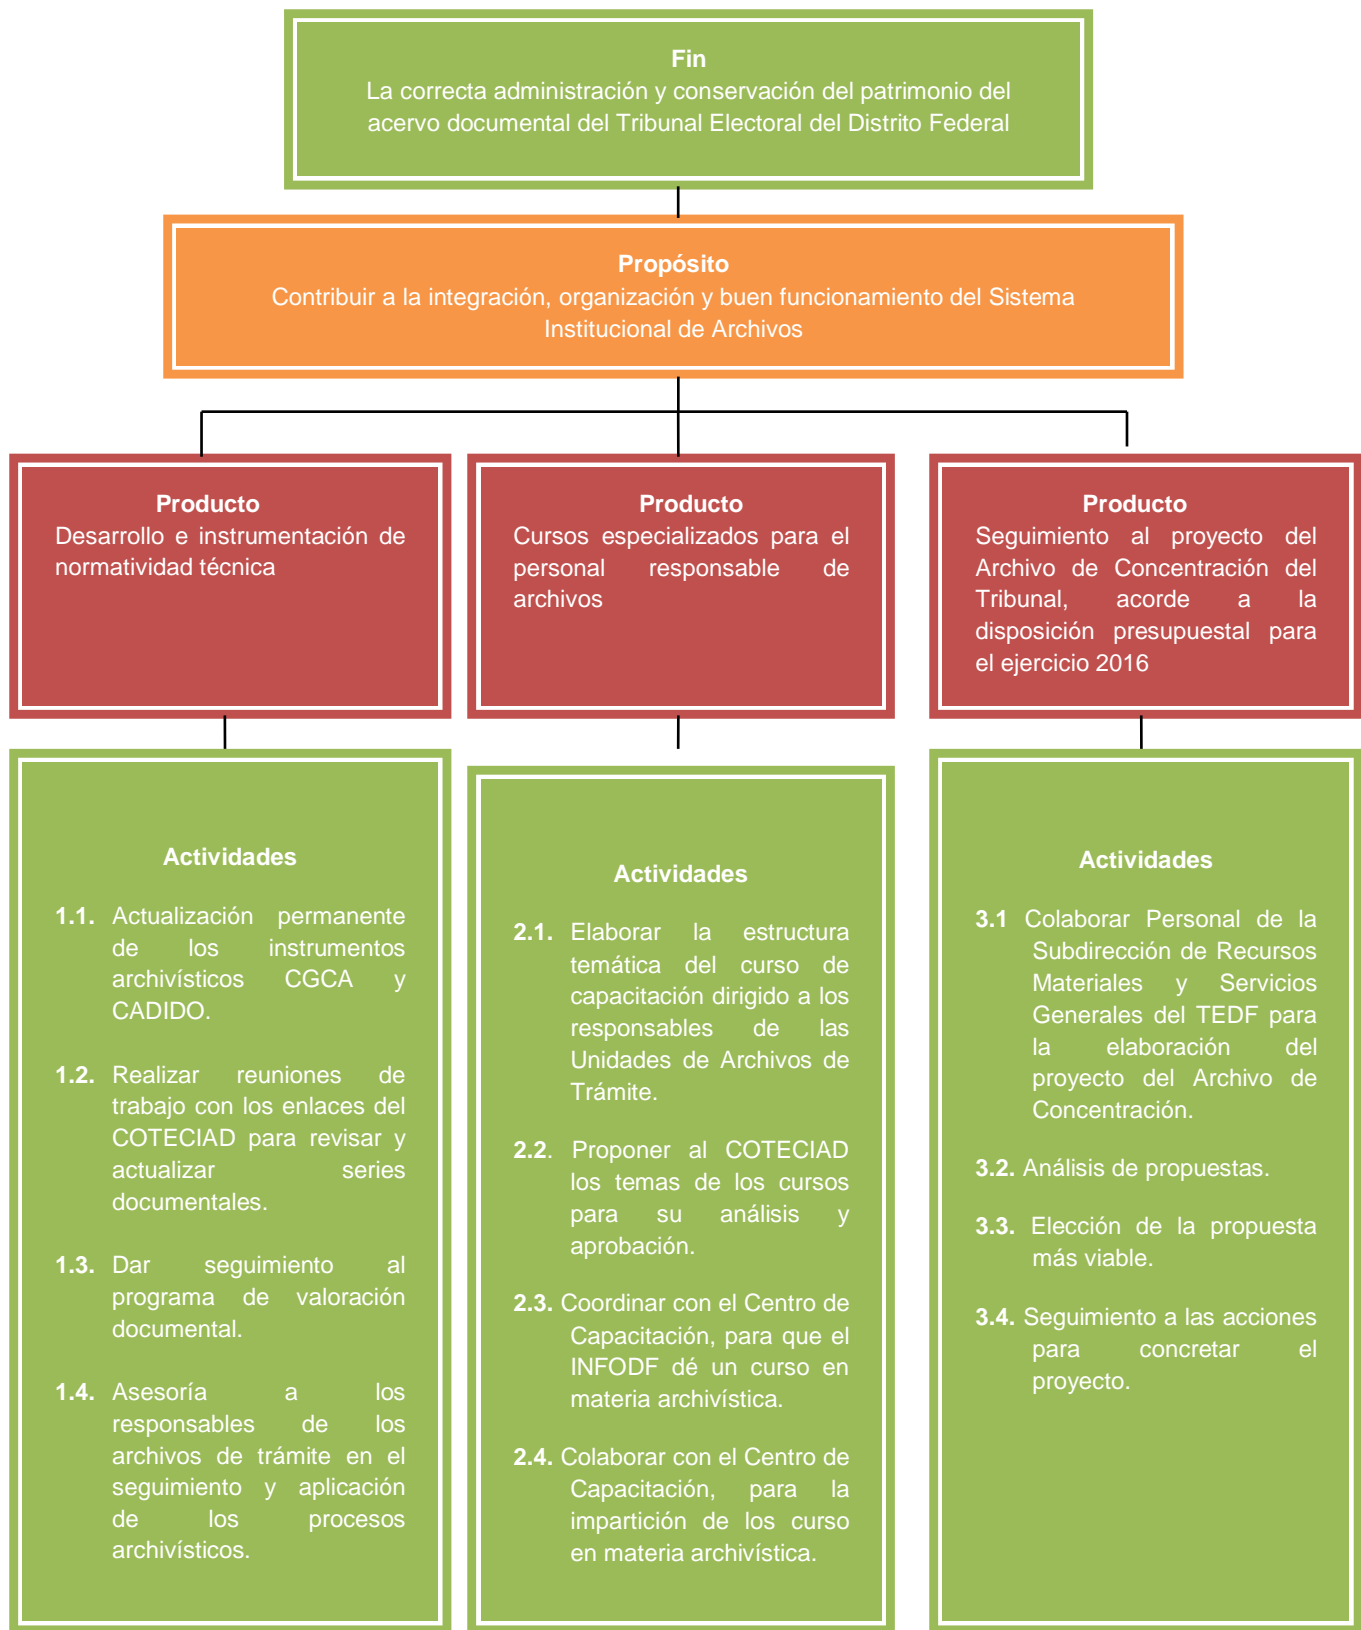 Fin
La correcta administración y conservación del patrimonio del
acervo documental del Tribunal Electoral del Distrito Federal
Propósito
Contribuir a la integración, organización y buen funcionamiento del Sistema
Institucional de Archivos
Producto
Desarrollo e instrumentación de
normatividad técnica
Producto
Cursos especializados para el
personal responsable de
archivos
Producto
Seguimiento al proyecto del
Archivo de Concentración del
Tribunal, acorde a la
disposición presupuestal para
el ejercicio 2016
Actividades
1.1. Actualización permanente
de los instrumentos
archivísticos CGCA y
CADIDO.
1.2. Realizar reuniones de
trabajo con los enlaces del
COTECIAD para revisar y
actualizar series
documentales.
1.3. Dar seguimiento al
programa de valoración
documental.
1.4. Asesoría a los
responsables de los
archivos de trámite en el
seguimiento y aplicación
de los procesos
archivísticos.
Actividades
2.1. Elaborar la estructura
temática del curso de
capacitación dirigido a los
responsables de las
Unidades de Archivos de
Trámite.
2.2. Proponer al COTECIAD
los temas de los cursos
para su análisis y
aprobación.
2.3. Coordinar con el Centro de
Capacitación, para que el
INFODF dé un curso en
materia archivística.
2.4. Colaborar con el Centro de
Capacitación, para la
impartición de los curso
en materia archivística.
Actividades
3.1 Colaborar Personal de la
Subdirección de Recursos
Materiales y Servicios
Generales del TEDF para
la elaboración del
proyecto del Archivo de
Concentración.
3.2. Análisis de propuestas.
3.3. Elección de la propuesta
más viable.
3.4. Seguimiento a las acciones
para concretar el
proyecto.